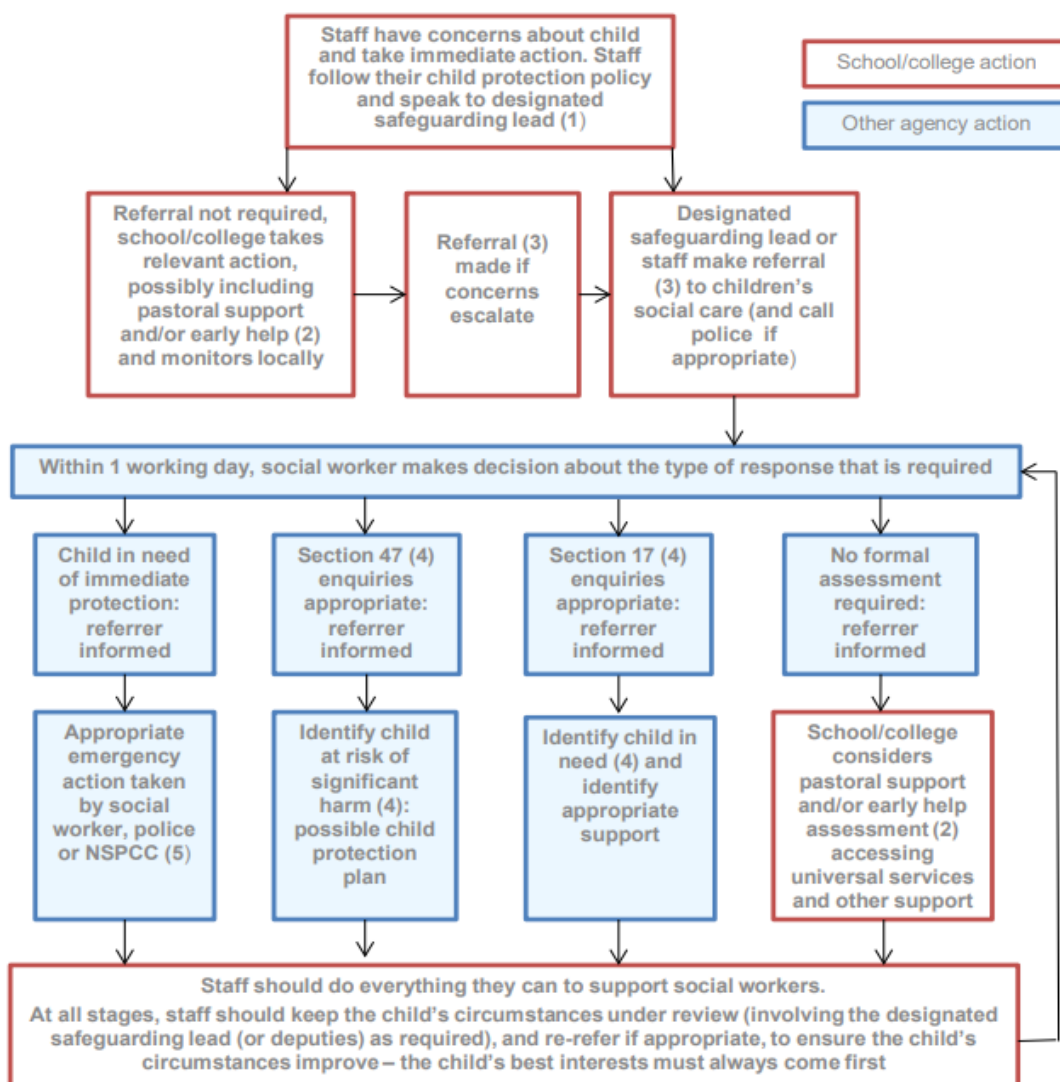 Staff have concerns about child
and take immediate action. Staff
follow their child protection policy
and speak to designated
safeguarding lead (1)
School/college action
Other agency action
Referral not required,
school/college takes
relevant action,
possibly including
pastoral support
and/or early help (2)
and monitors locally
Referral (3)
made if
concerns
escalate
Designated
safeguarding lead or
staff make referral
(3) to children’s
social care (and call
police if
appropriate)
Within 1 working day, social worker makes decision about the type of response that is required
Child in need
of immediate
protection:
referrer
informed
Section 47 (4)
enquiries
appropriate:
referrer
informed
Section 17 (4)
enquiries
appropriate:
referrer
informed
No formal
assessment
required:
referrer
informed
Appropriate
emergency
action taken
by social
worker, police
or NSPCC (5)
Identify child
at risk of
significant
harm (4):
possible child
protection
plan
Identify child in
need (4) and
identify
appropriate
support
School/college
considers
pastoral support
and/or early help
assessment (2)
accessing
universal services
and other support
Staff should do everything they can to support social workers.
At all stages, staff should keep the child’s circumstances under review (involving the designated
safeguarding lead (or deputies) as required), and re-refer if appropriate, to ensure the child’s
circumstances improve – the child’s best interests must always come first